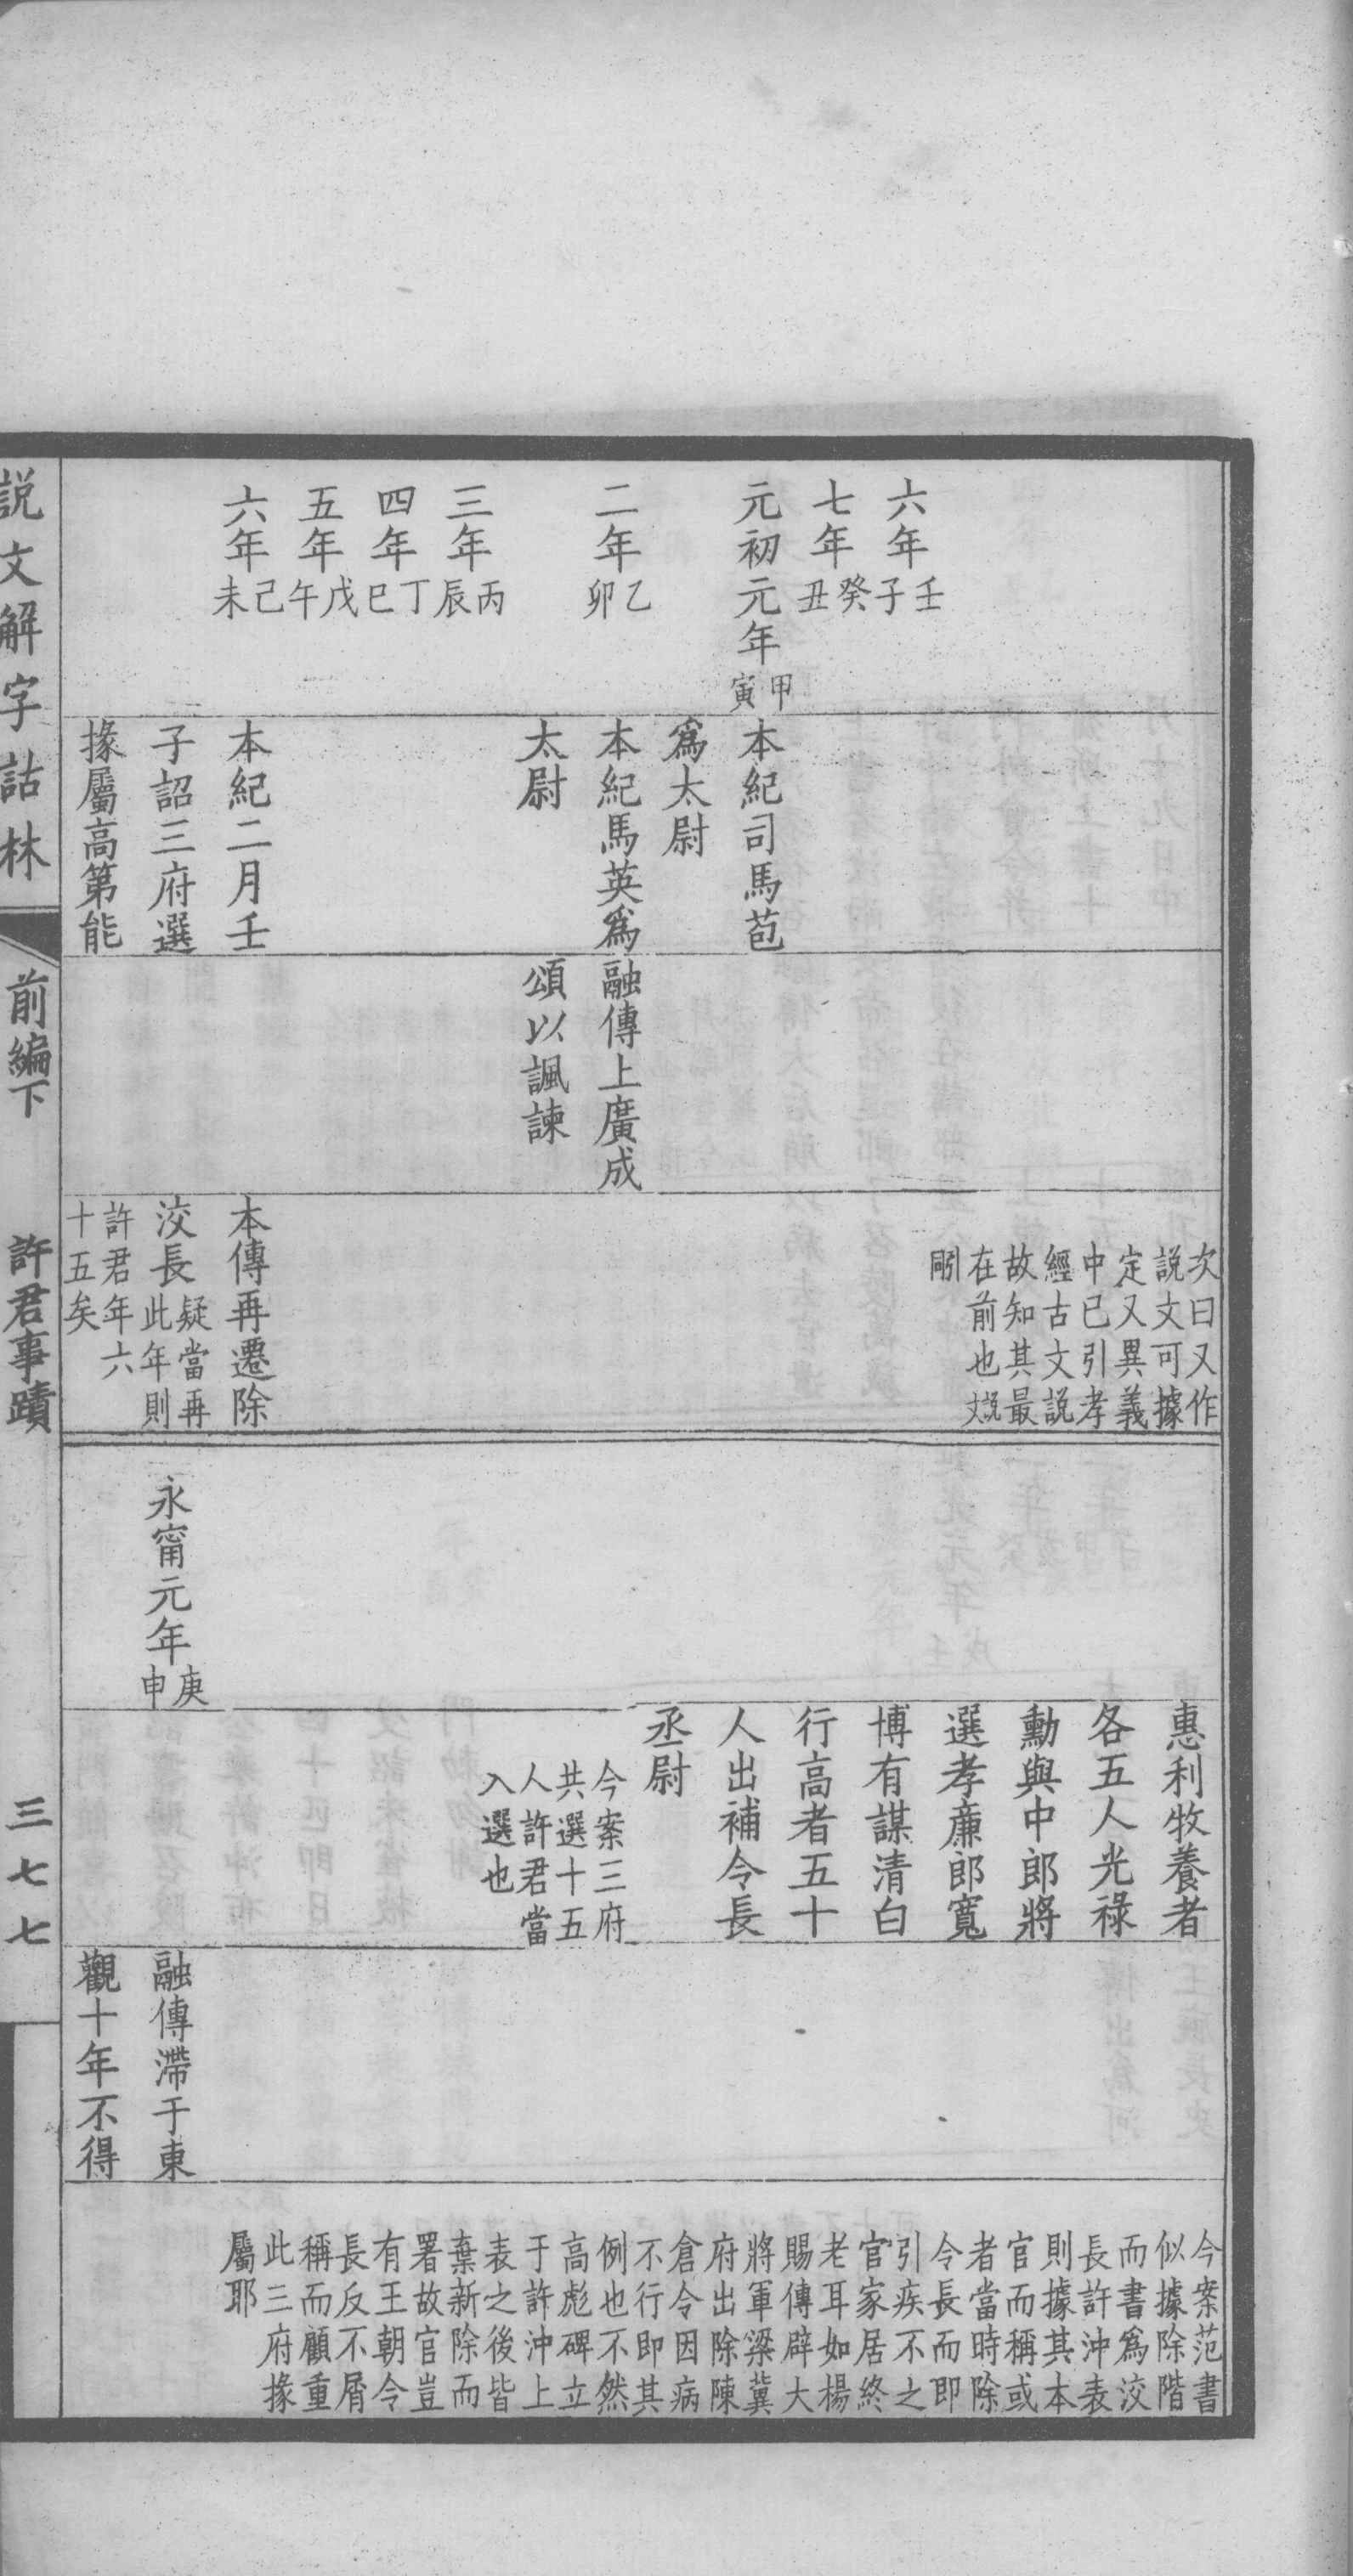 六年壬子
七年癸丑
元初元年甲寅
二年乙卯
三年丙辰
四年丁巳
五年戊午
六年己未
本紀司馬苞
爲太尉
本紀馬英爲
太尉
本紀二月壬
子詔三府選
掾屬高第能
融傳上廣成
頌以諷諫
次曰又作
説文可據
定又異義
中已引孝
經古文説
故知其最
在前也説文
本傳再遷除
洨長疑當再
此年則
許君年六
十五矣
永甯元年庚申
惠利牧養者
各五人光祿
勳與中郎將
選孝廉郎寬
博有謀清白
行高者五十
人出補令長
丞尉
今案三府
共選十五
人許君當
入選也
融傳滯于東
觀十年不得
今案范書
似據除階
而書爲洨
長許沖表
則據其本
官而稱或
者當時除
令長而即
引疾不之
官家居終
老耳如楊
賜傳辟大
將軍梁冀
府出除陳
倉令因病
不行即其
例也不然
高彪碑立
于許沖上
表之後皆
棄新除而
署故官豈
有王朝令
長反不屑
稱而顧重
此三府掾
屬耶
説文解字詁林
前編下
許君事蹟
三七七